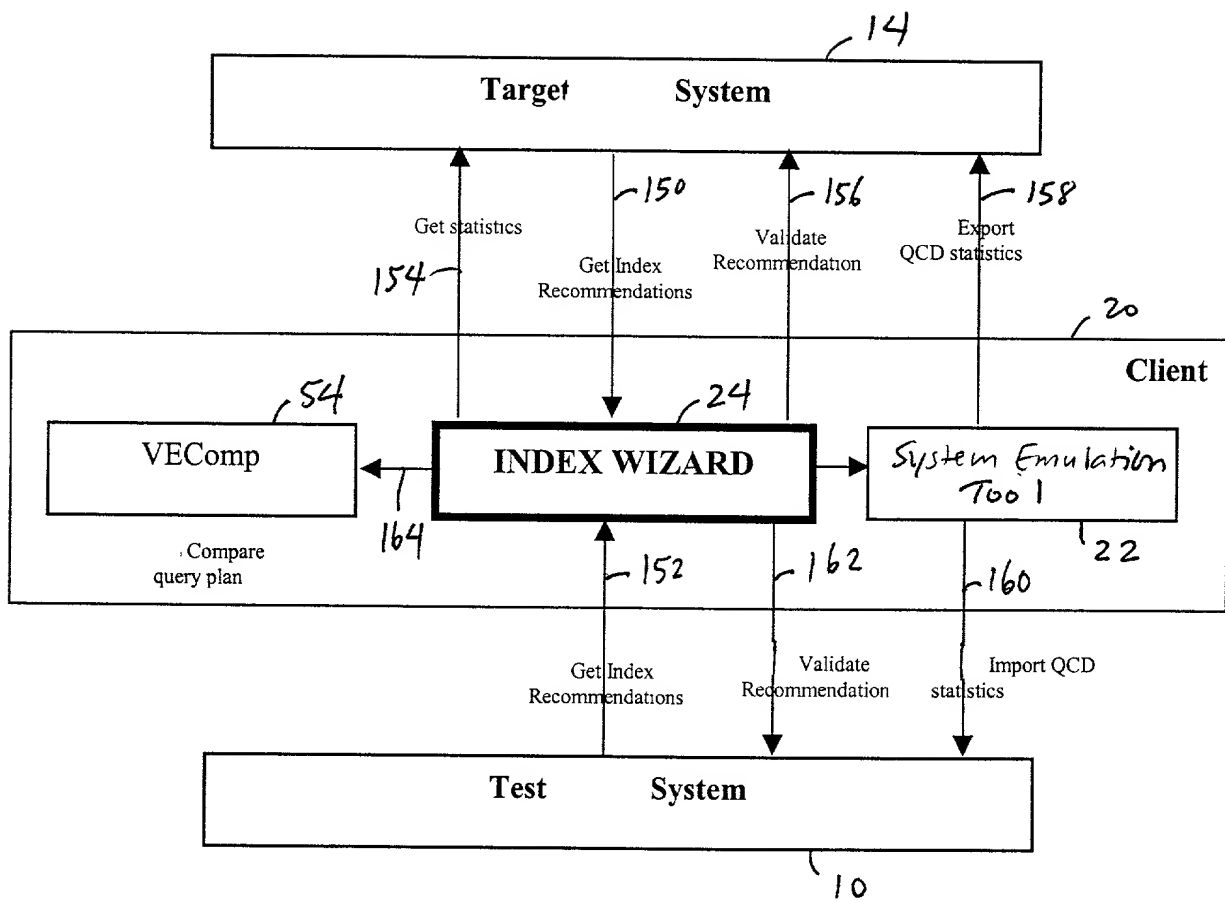 14
Target System
150
156
158
Get statistics
Validate
Recommendation
Export
QCD statistics
154
Get Index
Recommendations
20
Client
54
24
VEComp
INDEX WIZARD
System Emulation
Tool
164
22
Compare
query plan
152
162
160
Get Index
Recommendations
Validate
Recommendation
Import QCD
statistics
Test System
10